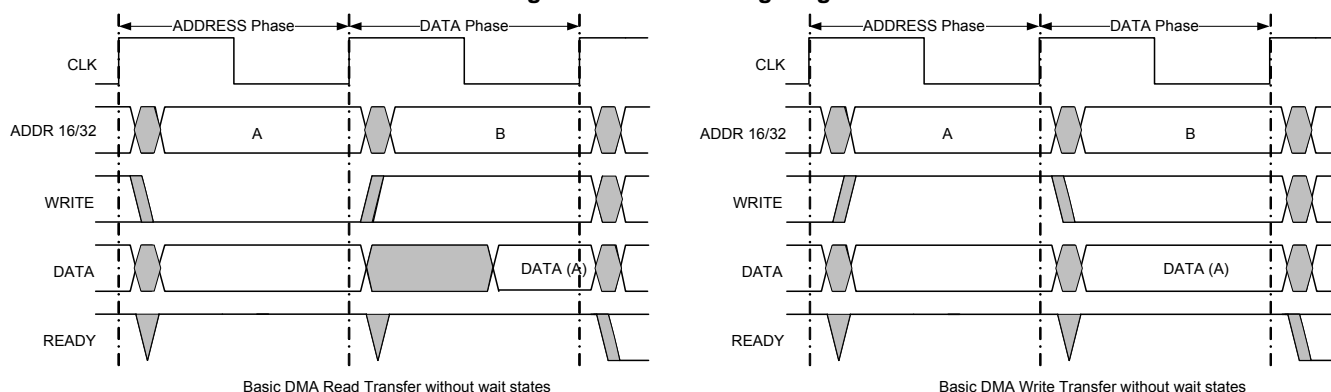 ADDRESS Phase DATA Phase
CLK
ADDR 16/32 A B
WRITE
DATA DATA (A)
READY
Basic DMA Read Transfer without wait states
ADDRESS Phase DATA Phase
CLK
ADDR 16/32 A B
WRITE
DATA DATA (A)
READY
Basic DMA Write Transfer without wait states